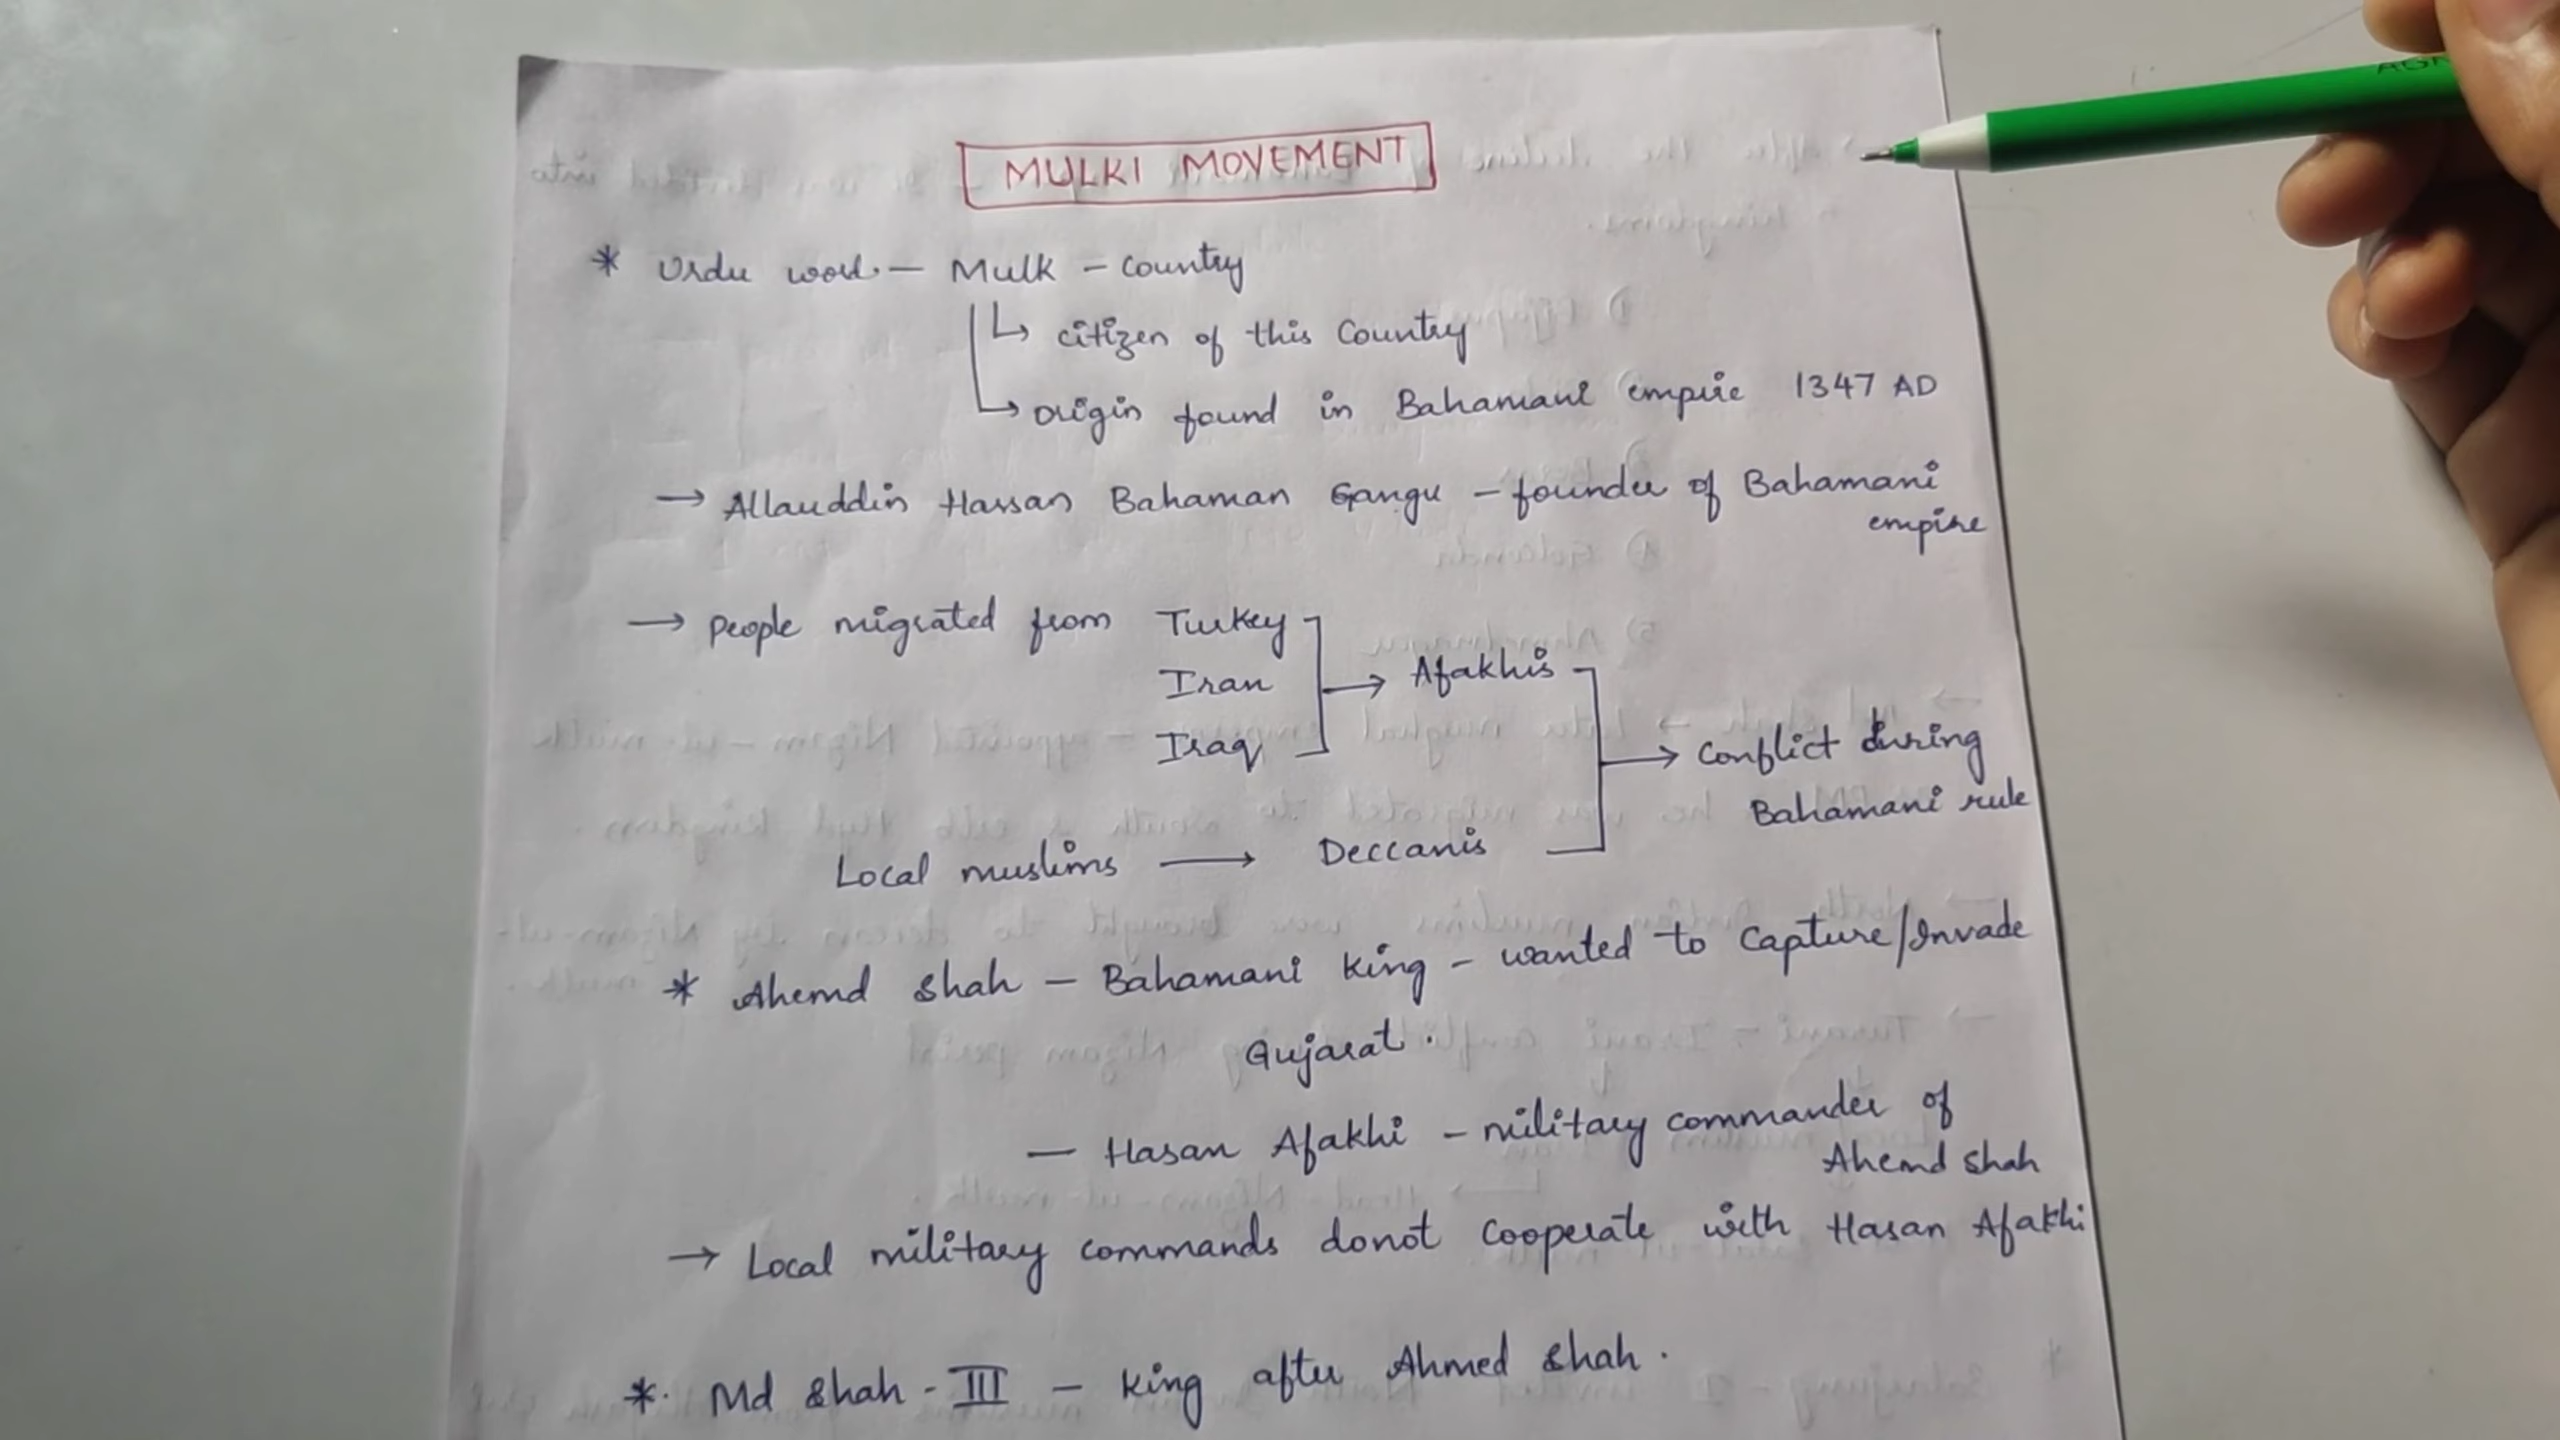 MULKI MOVEMENT
* Urdu word - Mulk - country
↳ citizen of this Country
↳ origin found in Bahamani empire 1347 AD
→ Allauddin Hassan Bahaman Gangu - founder of Bahamani
empire
→ people migrated from Turkey
Iran → Afakhis
Iraq → Conflict during
Bahamani rule
Local muslims → Deccanis
* Ahemd Shah - Bahamani King - wanted to Capture/Invade
Gujarat.
- Hasan Afakhi - military commander of
Ahemd Shah
→ Local military commands donot cooperate with Hasan Afakhi
*. Md Shah - III - King after Ahmed Shah.